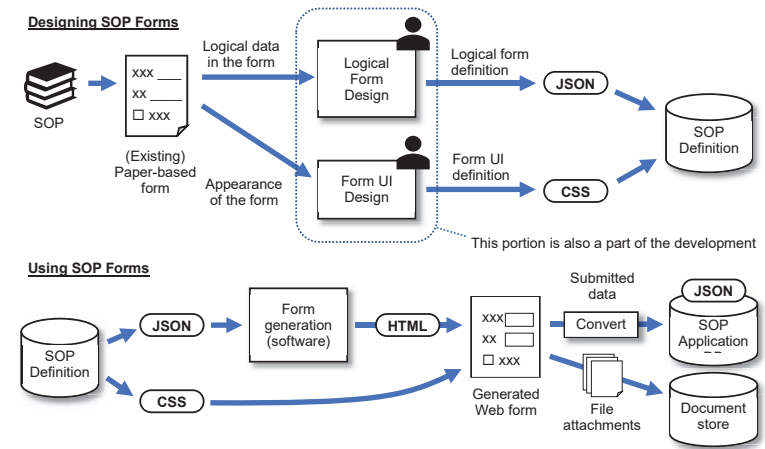 Designing SOP Forms
SOP
xxx ___
xx ___
☐ xxx
(Existing)
Paper-based
form
Logical data
in the form
Appearance
of the form
Logical
Form
Design
Form UI
Design
Logical form
definition
Form UI
definition
JSON
CSS
SOP
Definition
This portion is also a part of the development
Using SOP Forms
SOP
Definition
JSON
CSS
Form
generation
(software)
HTML
xxx
xx
☐ xxx
Generated
Web form
Submitted
data
Convert
File
attachments
JSON
SOP
Application
Document
store